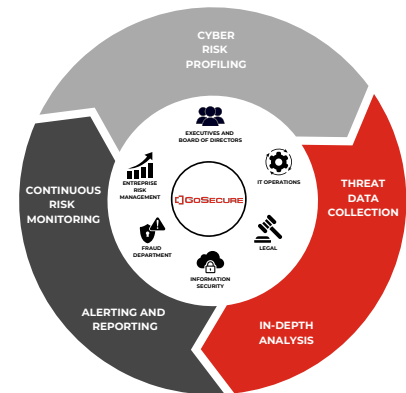 CYBER
RISK
PROFILING
EXECUTIVES AND
BOARD OF DIRECTORS
ENTREPRISE
RISK
MANAGEMENT
IT OPERATIONS
CONTINUOUS
RISK
MONITORING
THREAT
DATA
COLLECTION
GOSECURE
FRAUD
DEPARTMENT
LEGAL
INFORMATION
SECURITY
ALERTING AND
REPORTING
IN-DEPTH
ANALYSIS